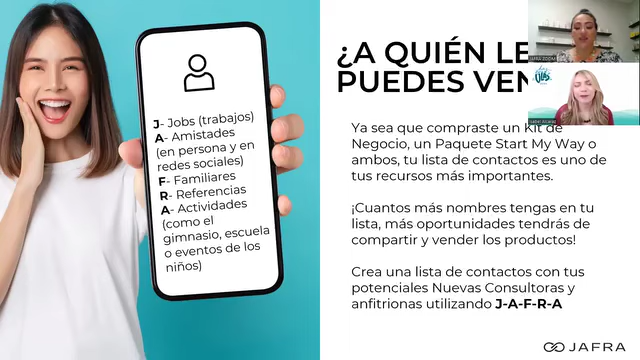 J- Jobs (trabajos)
A- Amistades
(en persona y en
redes sociales)
F- Familiares
R- Referencias
A- Actividades
(como el
gimnasio, escuela
o eventos de los
niños)
¿A QUIÉN LE
PUEDES VEN
Ya sea que compraste un Kit de
Negocio, un Paquete Start My Way o
ambos, tu lista de contactos es uno de
tus recursos más importantes.
¡Cuantos más nombres tengas en tu
lista, más oportunidades tendrás de
compartir y vender los productos!
Crea una lista de contactos con tus
potenciales Nuevas Consultoras y
anfitrionas utilizando J-A-F-R-A
JAFRA